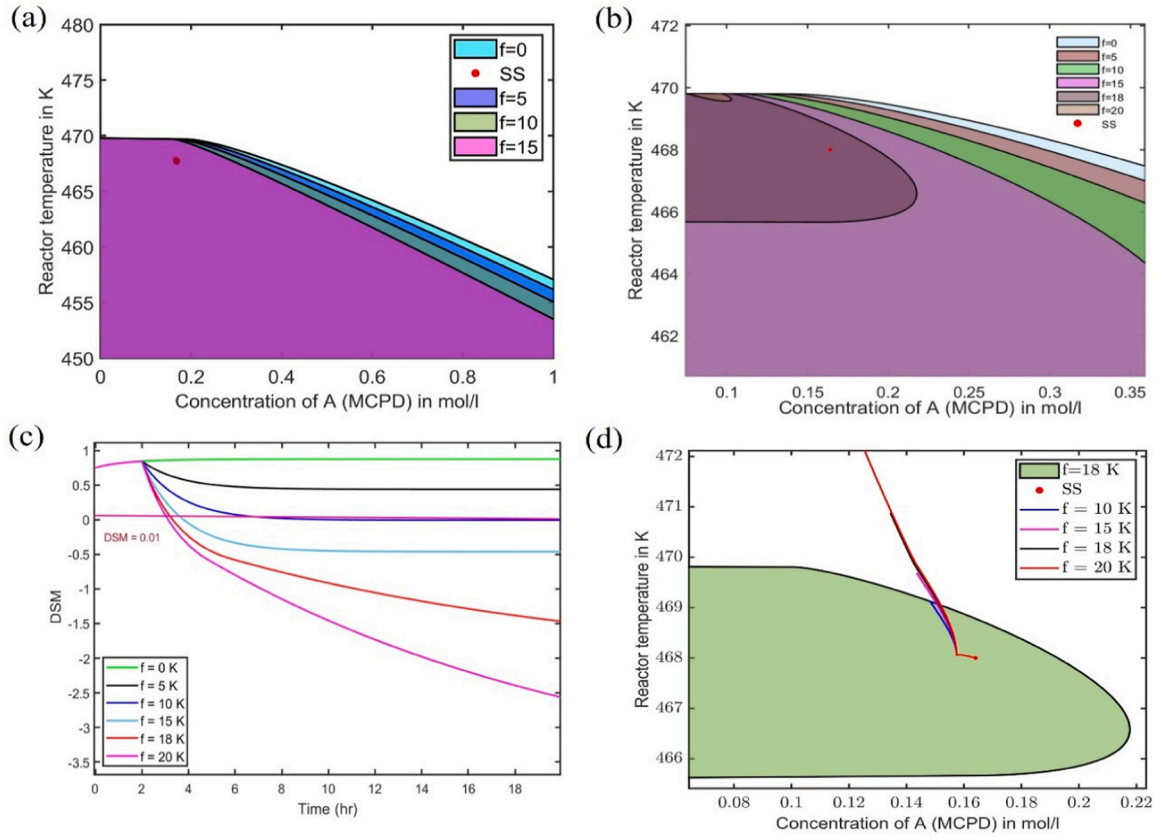 (a)
480
475
470
465
460
455
450
Reactor temperature in K
0
0.2
0.4
0.6
0.8
1
Concentration of A (MCPD) in mol/l
f=0
SS
f=5
f=10
f=15
(b)
472
470
468
466
464
462
Reactor temperature in K
0.1
0.15
0.2
0.25
0.3
0.35
Concentration of A (MCPD) in mol/l
f=0
f=5
f=10
f=15
f=18
f=20
SS
(c)
1
0.5
0
-0.5
-1
-1.5
-2
-2.5
-3
-3.5
DSM
DSM = 0.01
f = 0 K
f = 5 K
f = 10 K
f = 15 K
f = 18 K
f = 20 K
0
2
4
6
8
10
12
14
16
18
Time (hr)
(d)
472
471
470
469
468
467
466
Reactor temperature in K
f=18 K
SS
f = 10 K
f = 15 K
f = 18 K
f = 20 K
0.08
0.1
0.12
0.14
0.16
0.18
0.2
0.22
Concentration of A (MCPD) in mol/l